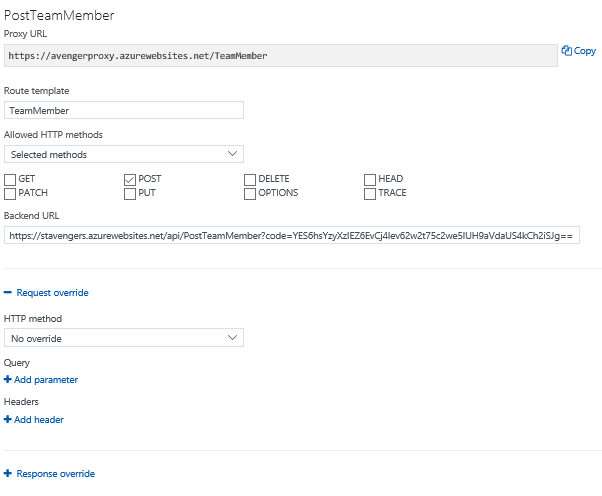 PostTeamMember
Proxy URL
https://avengerproxy.azurewebsites.net/TeamMember
Copy
Route template
TeamMember
Allowed HTTP methods
Selected methods
GET POST DELETE HEAD
PATCH PUT OPTIONS TRACE
Backend URL
https://stavengers.azurewebsites.net/api/PostTeamMember?code=YES6hsYzyXzIEZ6EvCj4lev62w2t75c2we5IUH9aVdaUS4kCh2iSJg==
Request override
HTTP method
No override
Query
Add parameter
Headers
Add header
Response override